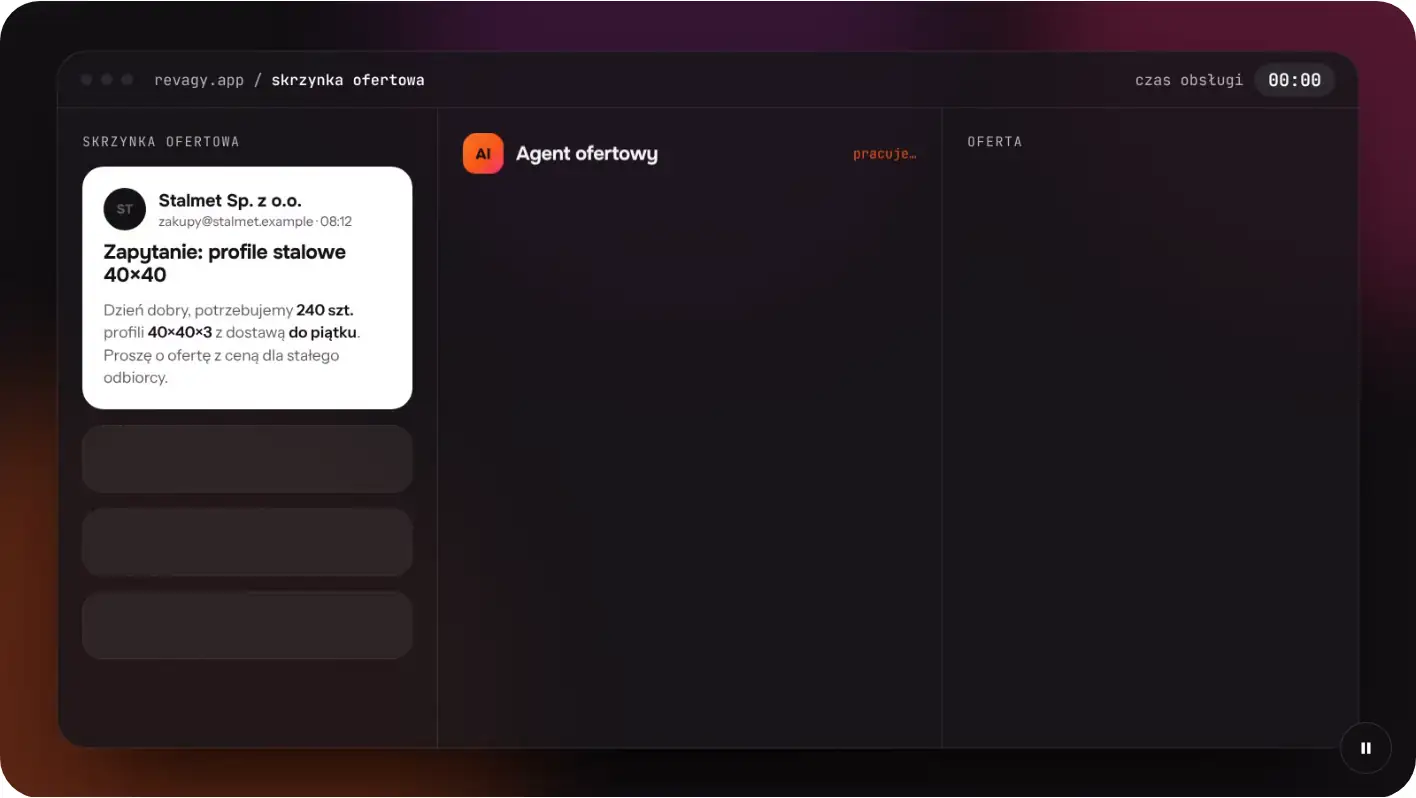 revagy.app / skrzynka ofertowa
czas obsługi 00:00
SKRZYNKA OFERTOWA
ST
Stalmet Sp. z o.o.
zakupy@stalmet.example · 08:12
Zapytanie: profile stalowe
40×40
Dzień dobry, potrzebujemy 240 szt.
profili 40×40×3 z dostawą do piątku.
Proszę o ofertę z ceną dla stałego
odbiorcy.
AI
Agent ofertowy
pracuje…
OFERTA